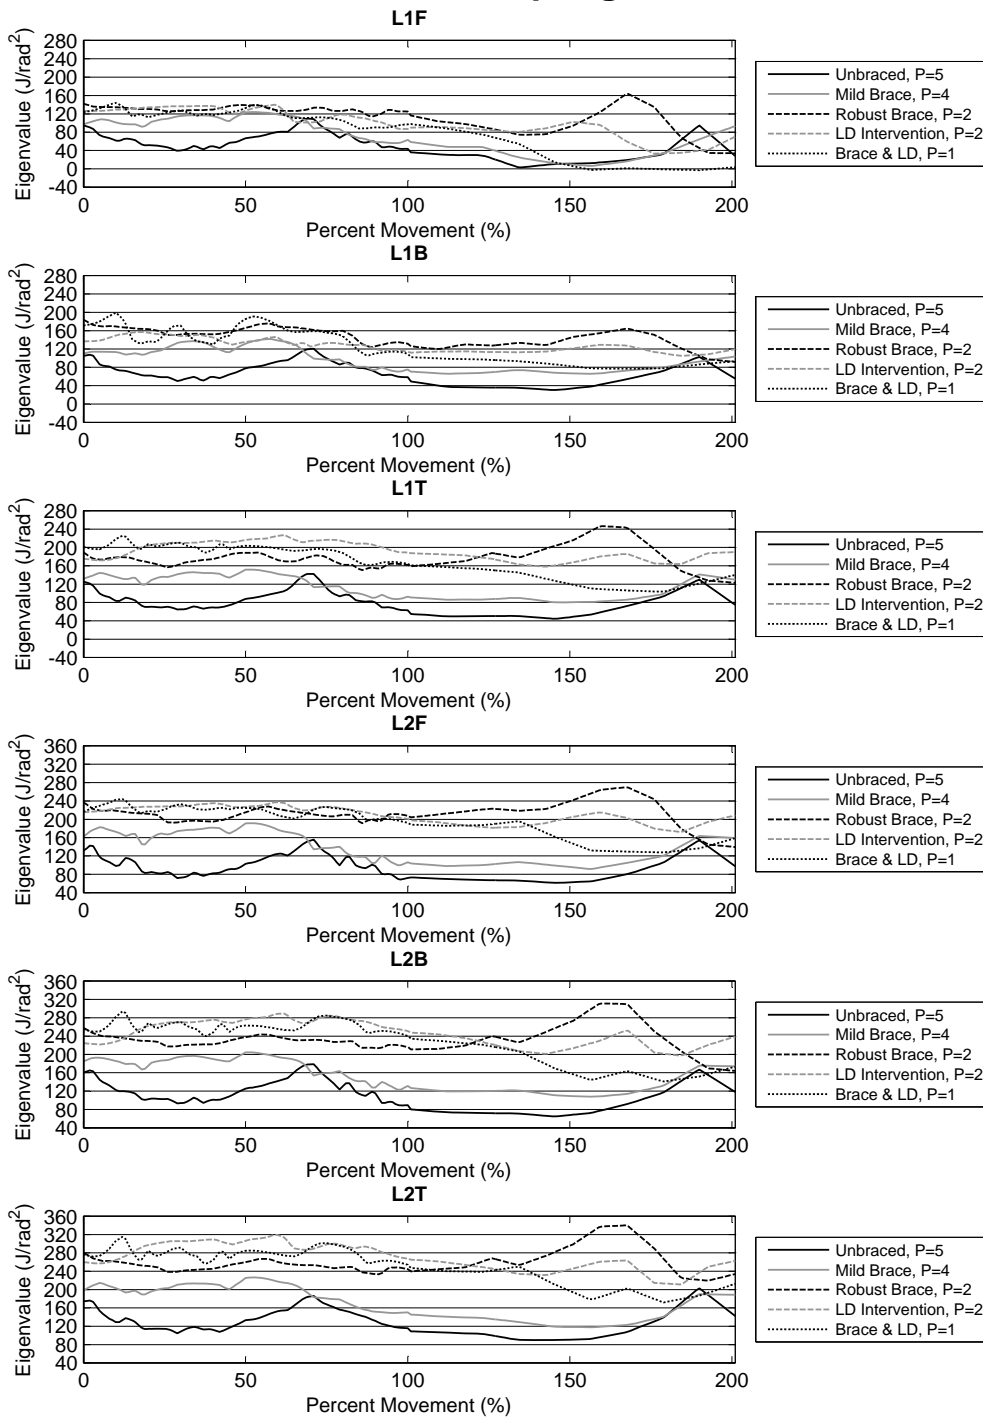 L1F
280
240
200
160
120
80
40
0
-40
Eigenvalue (J/rad²)
0 50 100 150 200
Percent Movement (%)
Unbraced, P=5
Mild Brace, P=4
Robust Brace, P=2
LD Intervention, P=2
Brace & LD, P=1
L1B
280
240
200
160
120
80
40
0
-40
Eigenvalue (J/rad²)
0 50 100 150 200
Percent Movement (%)
Unbraced, P=5
Mild Brace, P=4
Robust Brace, P=2
LD Intervention, P=2
Brace & LD, P=1
L1T
280
240
200
160
120
80
40
0
-40
Eigenvalue (J/rad²)
0 50 100 150 200
Percent Movement (%)
Unbraced, P=5
Mild Brace, P=4
Robust Brace, P=2
LD Intervention, P=2
Brace & LD, P=1
L2F
360
320
280
240
200
160
120
80
40
Eigenvalue (J/rad²)
0 50 100 150 200
Percent Movement (%)
Unbraced, P=5
Mild Brace, P=4
Robust Brace, P=2
LD Intervention, P=2
Brace & LD, P=1
L2B
360
320
280
240
200
160
120
80
40
Eigenvalue (J/rad²)
0 50 100 150 200
Percent Movement (%)
Unbraced, P=5
Mild Brace, P=4
Robust Brace, P=2
LD Intervention, P=2
Brace & LD, P=1
L2T
360
320
280
240
200
160
120
80
40
Eigenvalue (J/rad²)
0 50 100 150 200
Percent Movement (%)
Unbraced, P=5
Mild Brace, P=4
Robust Brace, P=2
LD Intervention, P=2
Brace & LD, P=1